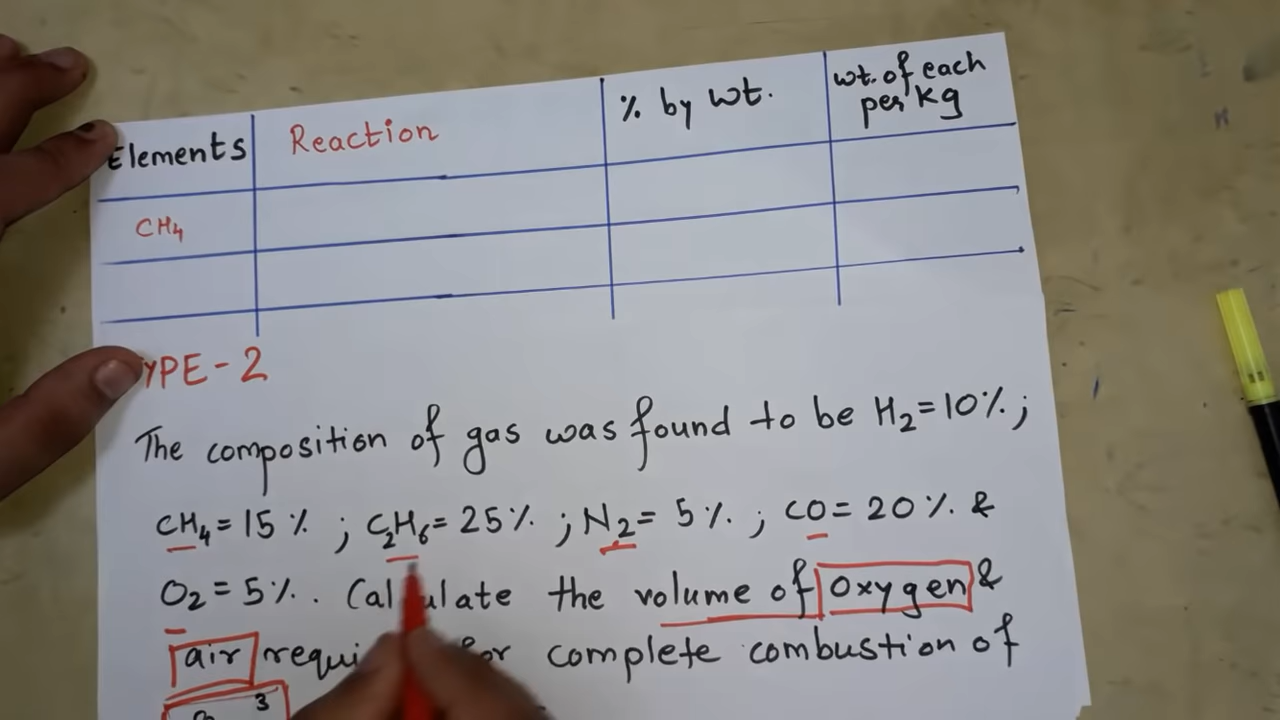 Elements Reaction % by wt. wt. of each per Kg
CH4
YPE-2
The composition of gas was found to be H2=10%;
CH4=15%; C2H6=25%; N2=5%; CO=20% &
O2=5%. Calculate the volume of oxygen &
air for complete combustion of
3